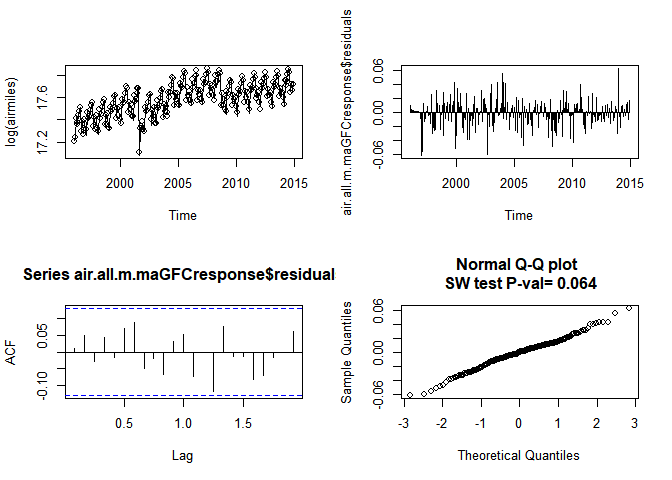 log(airmiles)
17.6
17.2
2000
2005
2010
2015
Time
air.all.m.maGFCresponse$residuals
0.06
0.00
-0.06
2000
2005
2010
2015
Time
Series air.all.m.maGFCresponse$residual
ACF
0.05
-0.10
0.5
1.0
1.5
Lag
Normal Q-Q plot
SW test P-val= 0.064
Sample Quantiles
0.06
0.00
-0.06
-3
-2
-1
0
1
2
3
Theoretical Quantiles